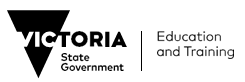 VICTORIA
State
Government
Education
and Training